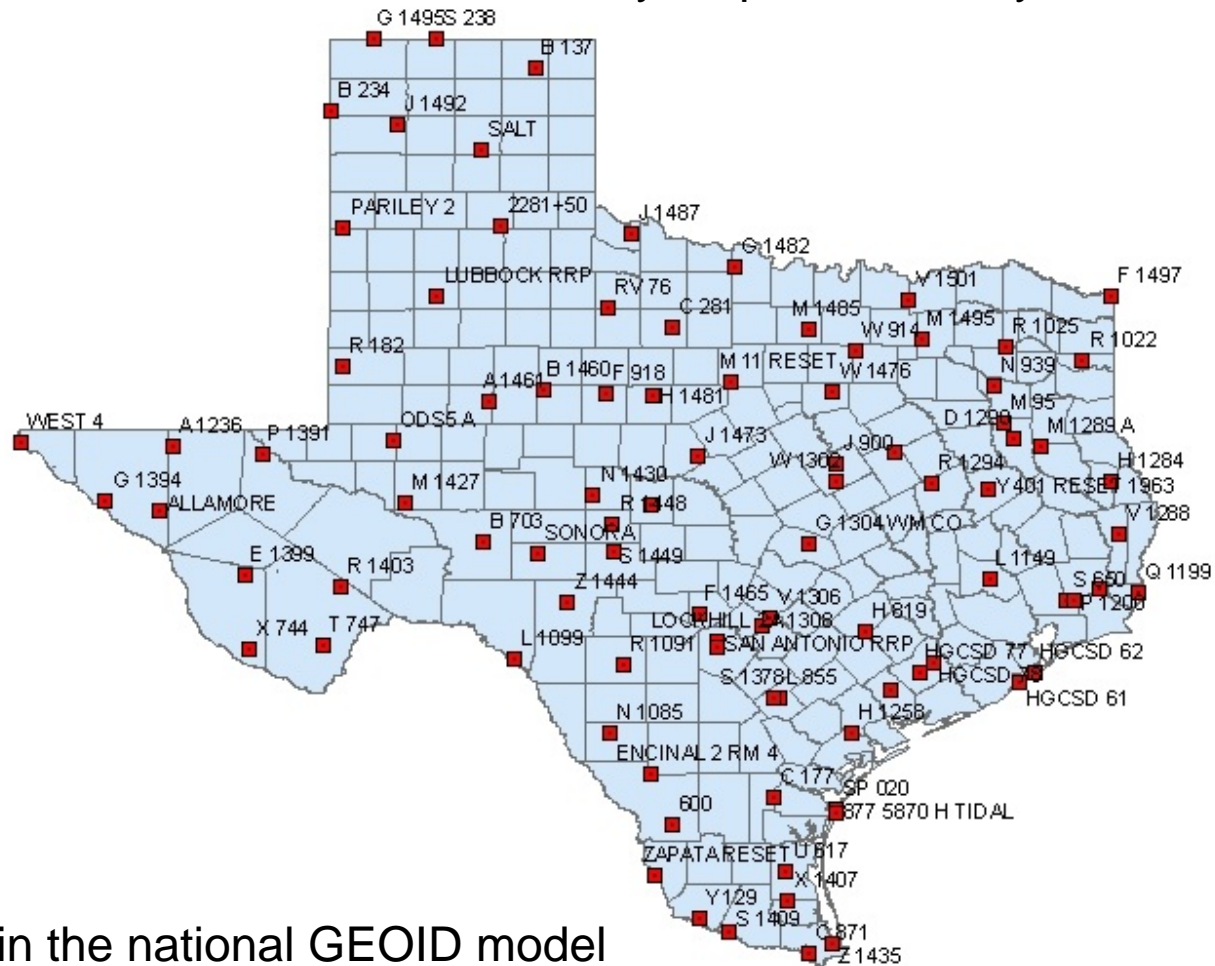 G 1495 S 238
B 137
B 234
J 1492
SALT
PARILEY 2
2281+50
J 1487
G 1482
LUBBOCK RRP
RV 76
V 1501
F 1497
C 281
M 1485
M 1495
W 914
R 1025
R 1022
R 182
M 11 RESET
B 1460
F 918
W 1476
N 939
A 1461
H 1481
M 95
WEST 4
A 1236
P 1391
ODS5 A
D 1290
M 1289 A
J 1473
J 900
W 1302
R 1294
H 1284
G 1394
ALLAMORE
M 1427
N 1430
R 1448
Y 401 RESET 1963
V 1288
B 703
SONORA
G 1304 WM CO
S 1449
E 1399
R 1403
L 1149
Q 1199
Z 1444
S 650
P 1200
F 1465
V 1306
H 819
LOCKHILL 2
A 1308
X 744
T 747
L 1099
R 1091
SAN ANTONIO RRP
HGCSD 77
HGCSD 62
S 1378
L 855
HGCSD
HGCSD 61
N 1085
H 1258
ENCINAL 2 RM 4
C 177
SP 020
600
877 5870 H TIDAL
ZAPATA RESET
U 617
X 1407
Y 129
S 1409
G 871
Z 1435
in the national GEOID model